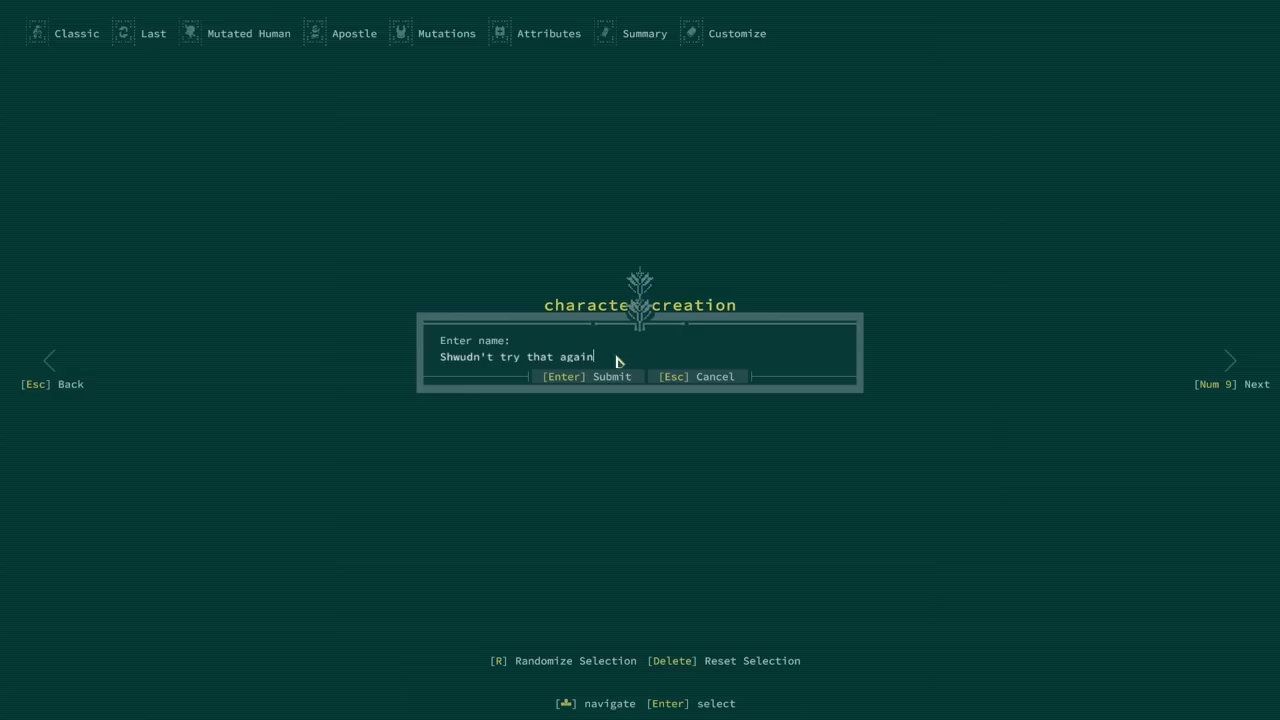 Classic Last Mutated Human Apostle Mutations Attributes Summary Customize
character creation
Enter name:
Shwudn't try that again
[Enter] Submit [Esc] Cancel
[Esc] Back
[Num 9] Next
[R] Randomize Selection [Delete] Reset Selection
navigate [Enter] select